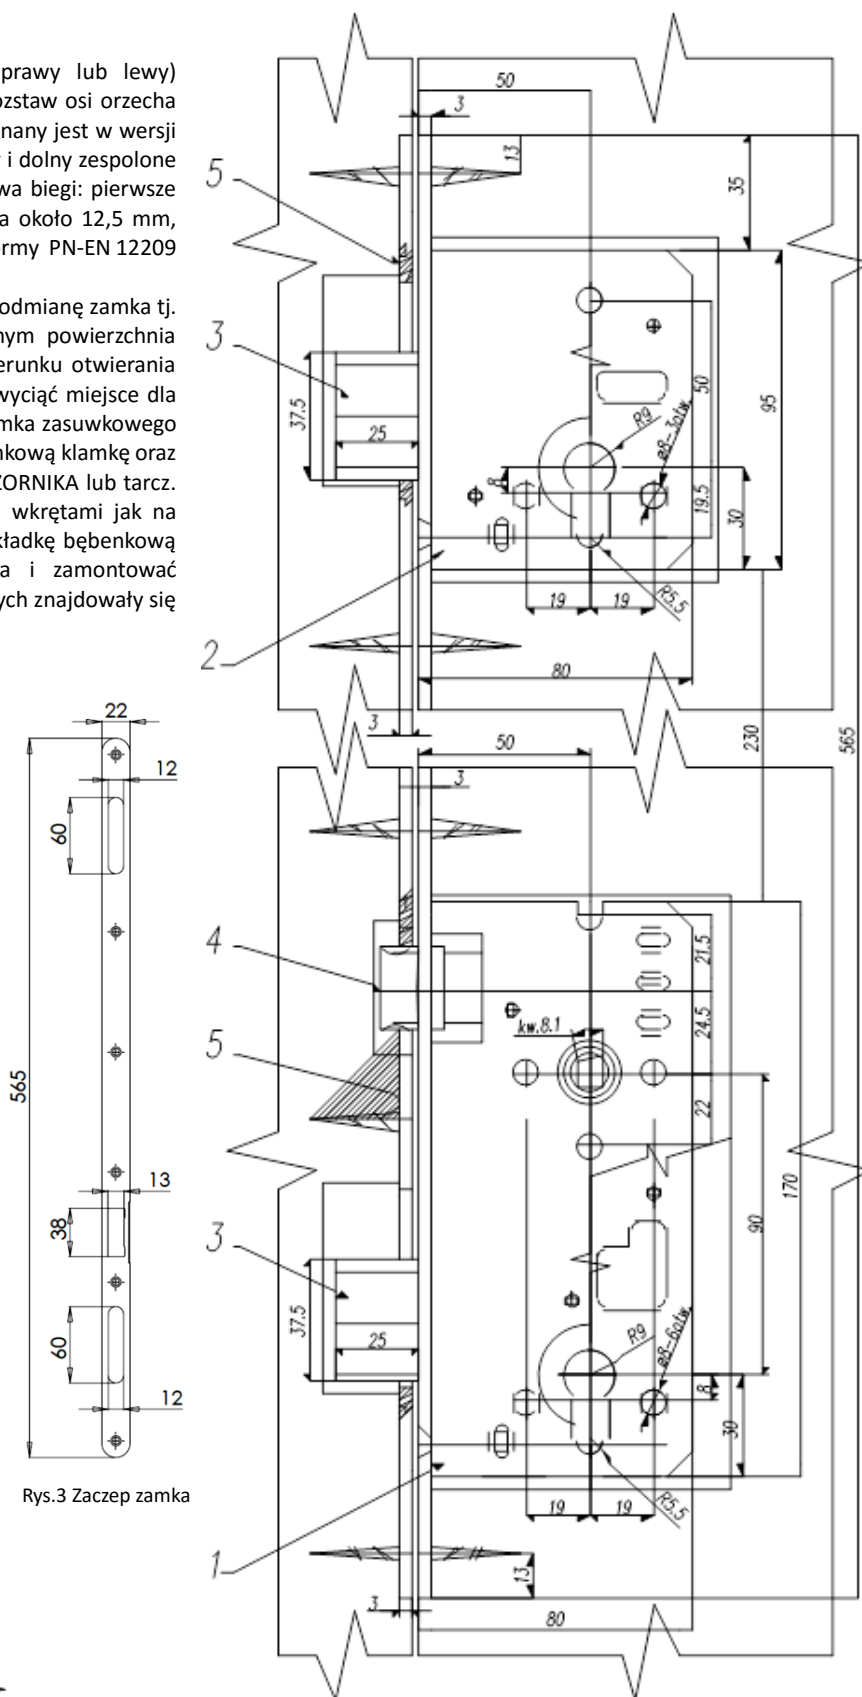 prawy lub lewy)
ozstaw osi orzecha
nany jest w wersji
i dolny zespolone
wa biegi: pierwsze
a około 12,5 mm,
ormy PN-EN 12209
odmianę zamka tj.
nym powierzchnia
erunku otwierania
wyciąć miejsce dla
mka zasuwkowego
nkową klamkę oraz
ZORNIKA lub tarcz.
wkrętami jak na
kładkę bębenkową
a i zamontować
ych znajdowały się
50
3
13
35
5
3
37.5
25
50
95
R9
ø8-3otw.
8
19.5
30
19
19
R5.5
2
80
3
50
230
565
3
22
12
60
565
13
38
60
12
Rys.3 Zaczep zamka
4
21.5
24.5
kw.8.1
5
22
170
90
3
37.5
25
R9
ø8-6otw.
8
30
19
19
R5.5
1
13
3
80